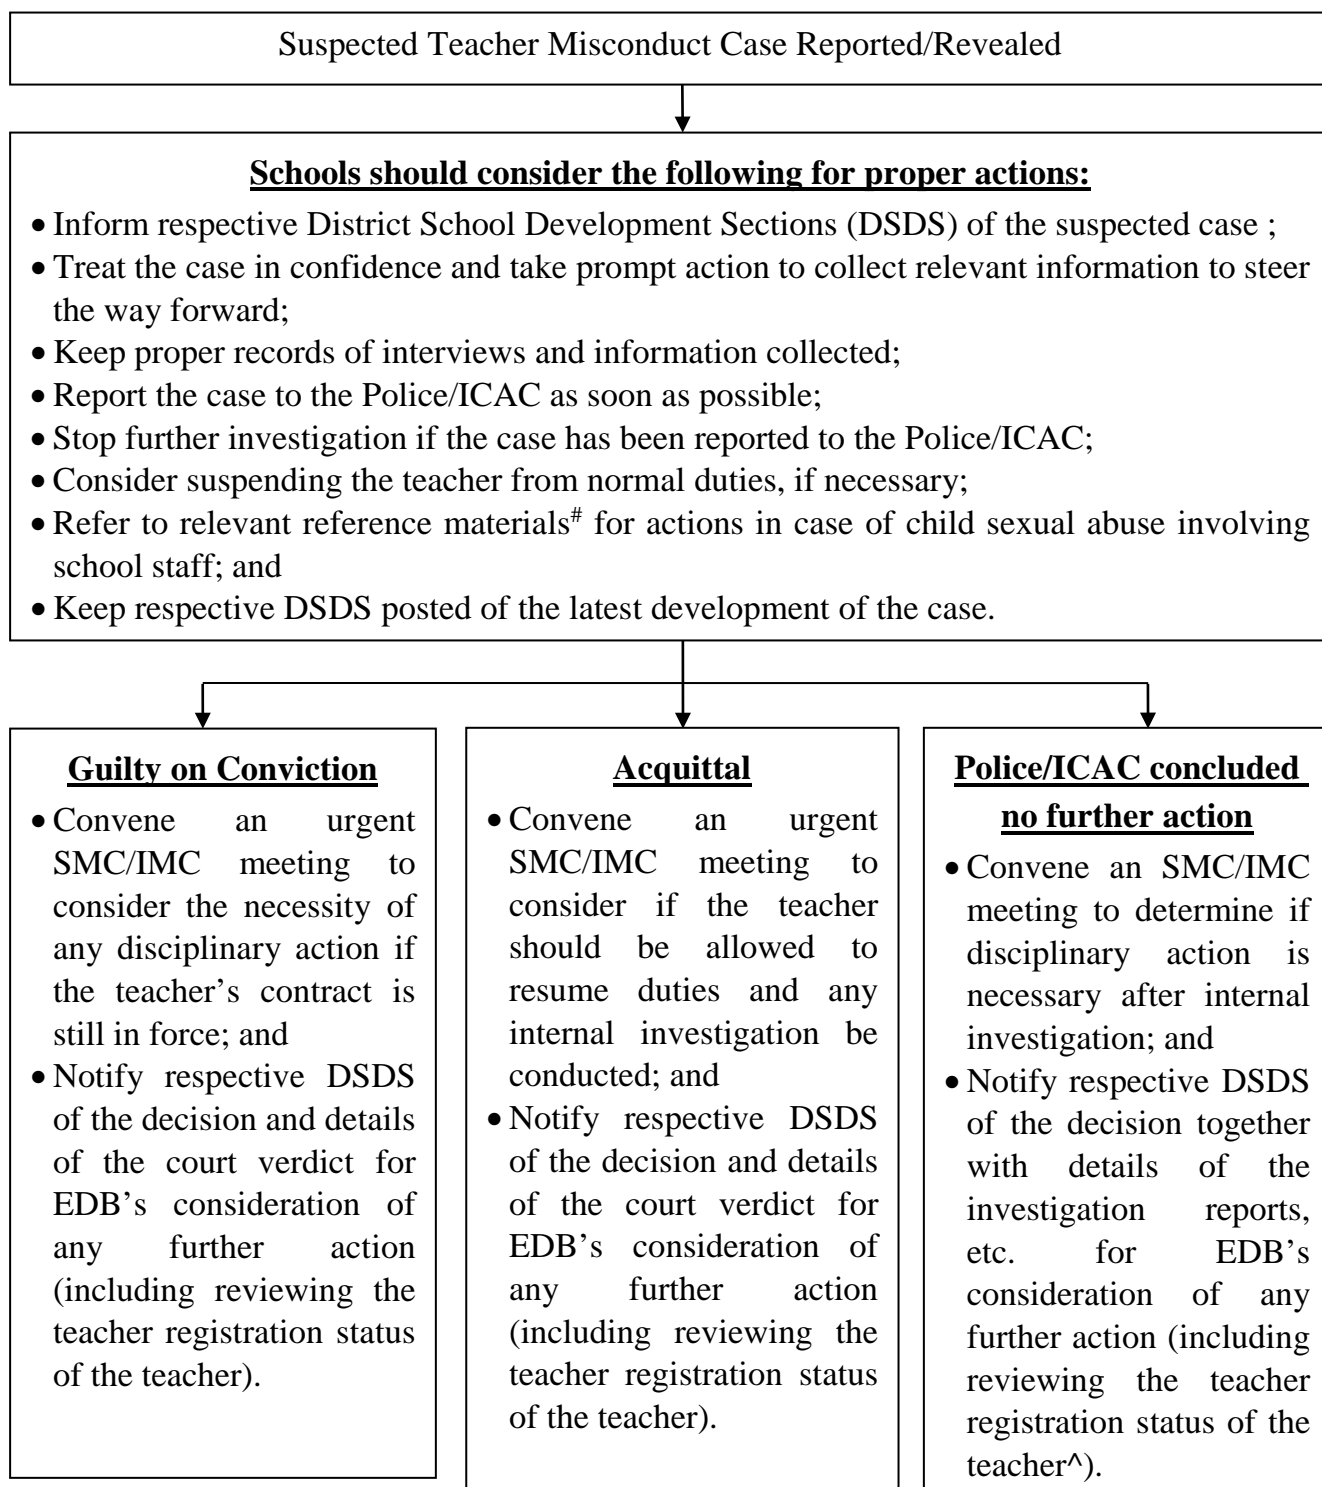 Suspected Teacher Misconduct Case Reported/Revealed
Schools should consider the following for proper actions:
• Inform respective District School Development Sections (DSDS) of the suspected case ;
• Treat the case in confidence and take prompt action to collect relevant information to steer
the way forward;
• Keep proper records of interviews and information collected;
• Report the case to the Police/ICAC as soon as possible;
• Stop further investigation if the case has been reported to the Police/ICAC;
• Consider suspending the teacher from normal duties, if necessary;
• Refer to relevant reference materials# for actions in case of child sexual abuse involving
school staff; and
• Keep respective DSDS posted of the latest development of the case.
Guilty on Conviction
• Convene an urgent
SMC/IMC meeting to
consider the necessity of
any disciplinary action if
the teacher’s contract is
still in force; and
• Notify respective DSDS
of the decision and details
of the court verdict for
EDB’s consideration of
any further action
(including reviewing the
teacher registration status
of the teacher).
Acquittal
• Convene an urgent
SMC/IMC meeting to
consider if the teacher
should be allowed to
resume duties and any
internal investigation be
conducted; and
• Notify respective DSDS
of the decision and details
of the court verdict for
EDB’s consideration of
any further action
(including reviewing the
teacher registration status
of the teacher).
Police/ICAC concluded
no further action
• Convene an SMC/IMC
meeting to determine if
disciplinary action is
necessary after internal
investigation; and
• Notify respective DSDS
of the decision together
with details of the
investigation reports,
etc. for EDB’s
consideration of any
further action (including
reviewing the teacher
registration status of the
teacher^).